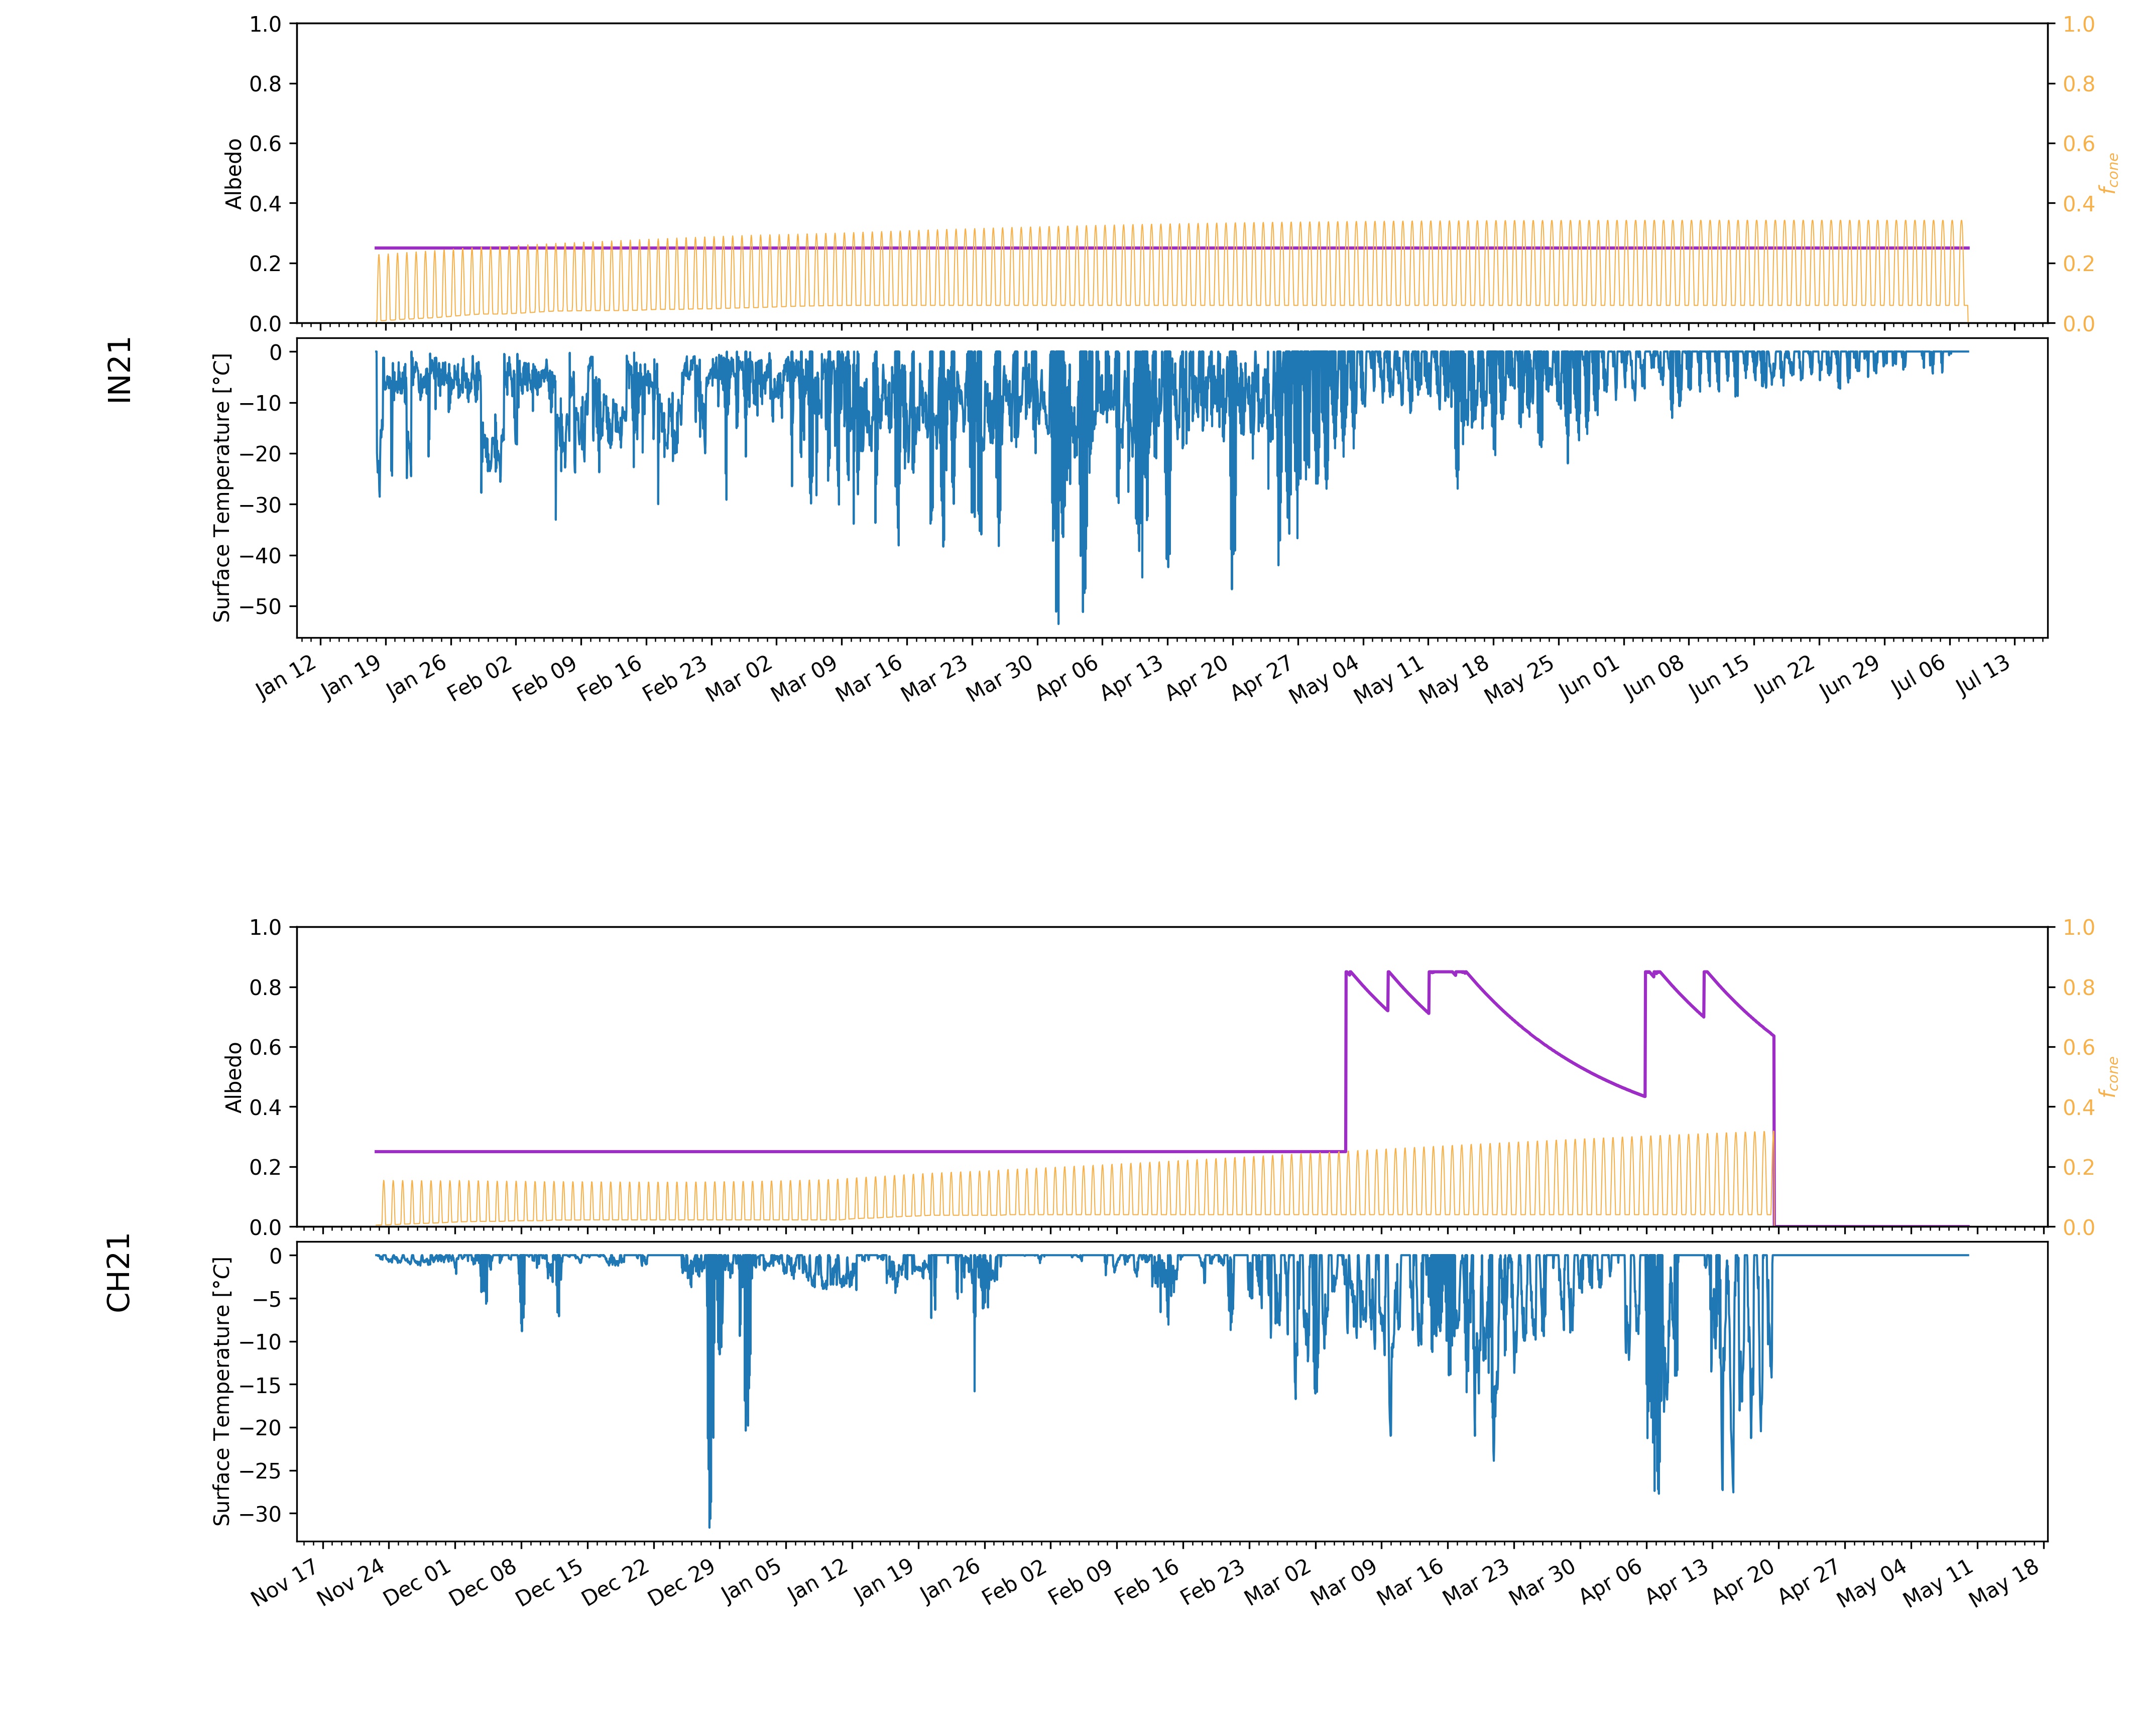 IN21
Albedo
1.0
0.8
0.6
0.4
0.2
0.0
1.0
0.8
0.6
0.4
0.2
0.0
f_cone
Surface Temperature [°C]
0
−10
−20
−30
−40
−50
Jan 12
Jan 19
Jan 26
Feb 02
Feb 09
Feb 16
Feb 23
Mar 02
Mar 09
Mar 16
Mar 23
Mar 30
Apr 06
Apr 13
Apr 20
Apr 27
May 04
May 11
May 18
May 25
Jun 01
Jun 08
Jun 15
Jun 22
Jun 29
Jul 06
Jul 13
CH21
Albedo
1.0
0.8
0.6
0.4
0.2
0.0
1.0
0.8
0.6
0.4
0.2
0.0
f_cone
Surface Temperature [°C]
0
−5
−10
−15
−20
−25
−30
Nov 17
Nov 24
Dec 01
Dec 08
Dec 15
Dec 22
Dec 29
Jan 05
Jan 12
Jan 19
Jan 26
Feb 02
Feb 09
Feb 16
Feb 23
Mar 02
Mar 09
Mar 16
Mar 23
Mar 30
Apr 06
Apr 13
Apr 20
Apr 27
May 04
May 11
May 18